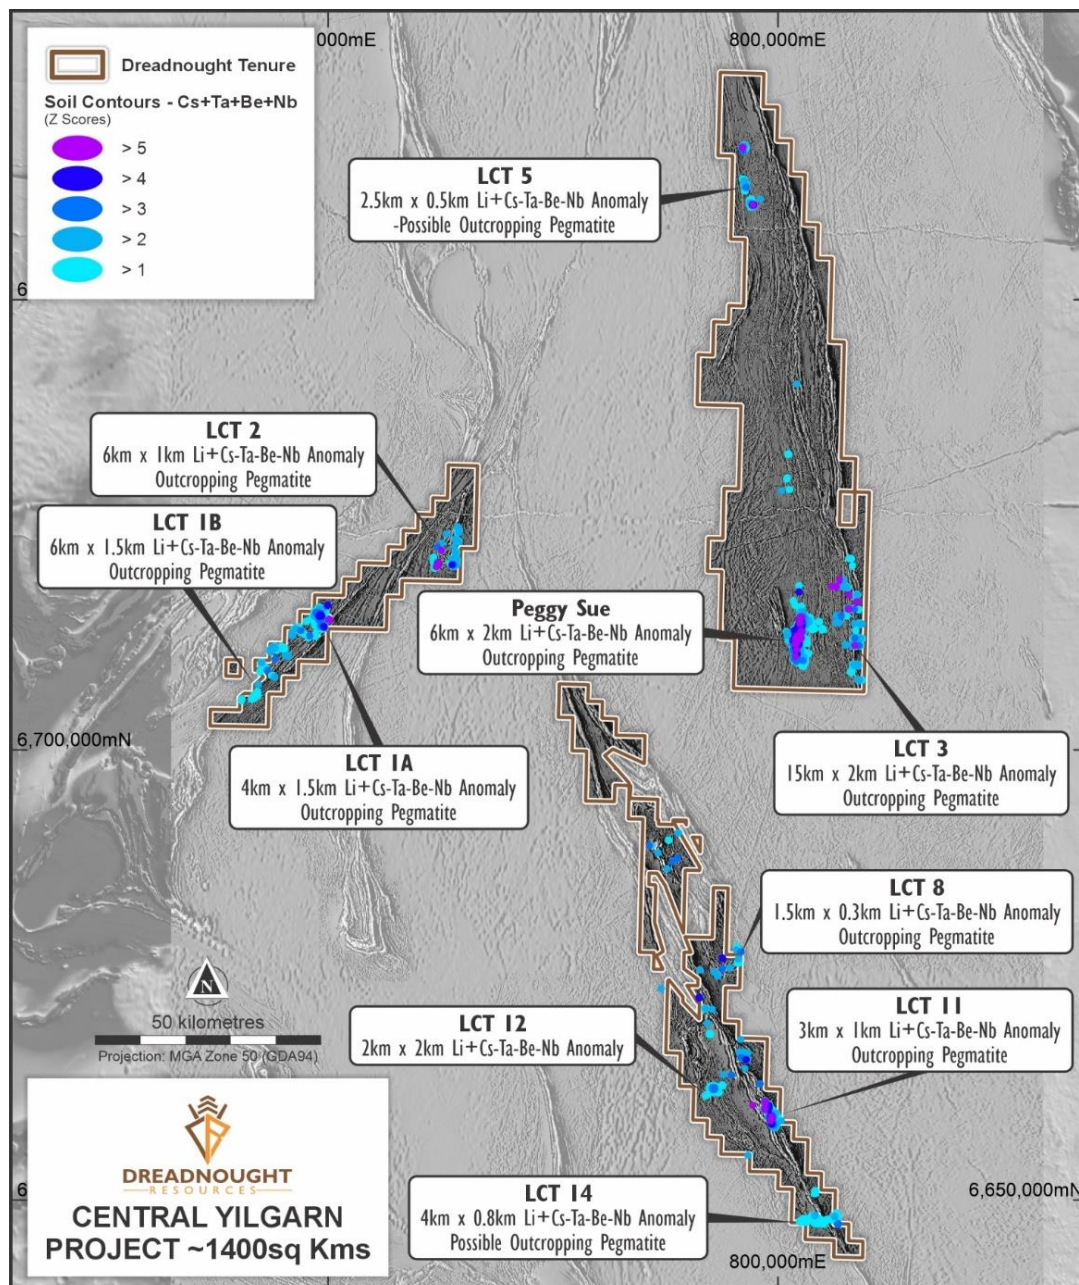 000mE
800,000mE
Dreadnought Tenure
Soil Contours - Cs+Ta+Be+Nb
(Z Scores)
> 5
> 4
> 3
> 2
> 1
6
LCT 5
2.5km x 0.5km Li+Cs-Ta-Be-Nb Anomaly
-Possible Outcropping Pegmatite
LCT 2
6km x 1km Li+Cs-Ta-Be-Nb Anomaly
Outcropping Pegmatite
LCT 1B
6km x 1.5km Li+Cs-Ta-Be-Nb Anomaly
Outcropping Pegmatite
Peggy Sue
6km x 2km Li+Cs-Ta-Be-Nb Anomaly
Outcropping Pegmatite
6,700,000mN
LCT 1A
4km x 1.5km Li+Cs-Ta-Be-Nb Anomaly
Outcropping Pegmatite
LCT 3
15km x 2km Li+Cs-Ta-Be-Nb Anomaly
Outcropping Pegmatite
LCT 8
1.5km x 0.3km Li+Cs-Ta-Be-Nb Anomaly
Outcropping Pegmatite
N
50 kilometres
Projection: MGA Zone 50 (GDA94)
LCT 12
2km x 2km Li+Cs-Ta-Be-Nb Anomaly
LCT 11
3km x 1km Li+Cs-Ta-Be-Nb Anomaly
Outcropping Pegmatite
DREADNOUGHT
RESOURCES
CENTRAL YILGARN
PROJECT ~1400sq Kms
6
LCT 14
4km x 0.8km Li+Cs-Ta-Be-Nb Anomaly
Possible Outcropping Pegmatite
6,650,000mN
800,000mE